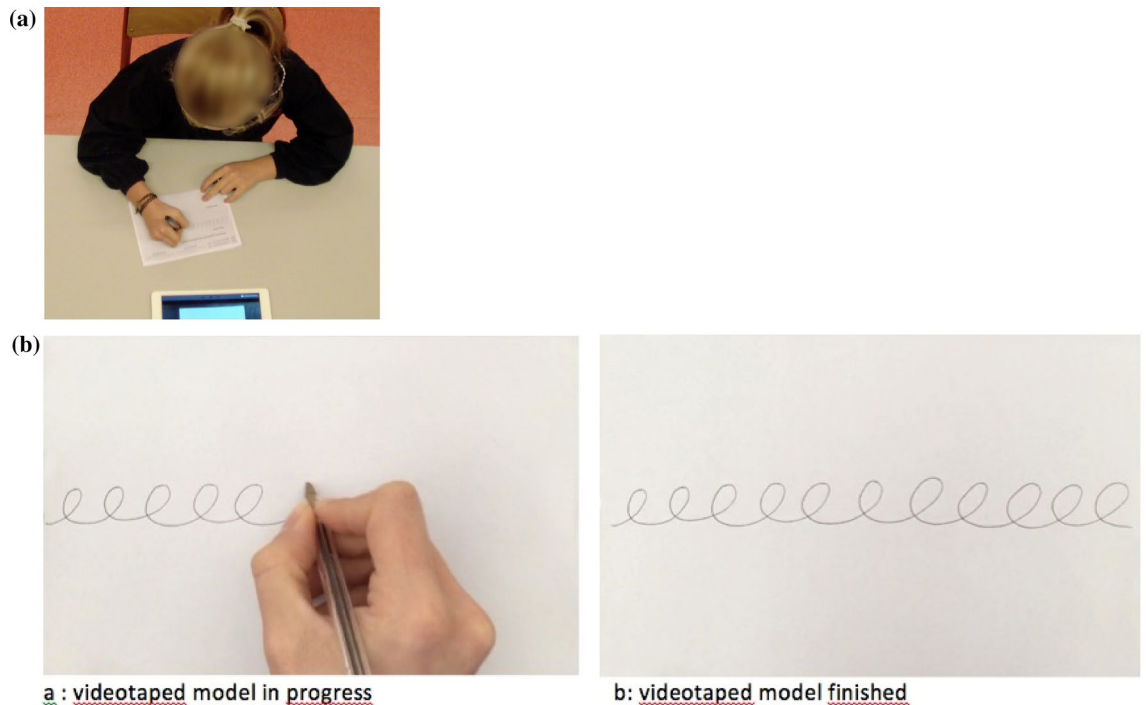 (a)
(b)
a : videotaped model in progress
b: videotaped model finished